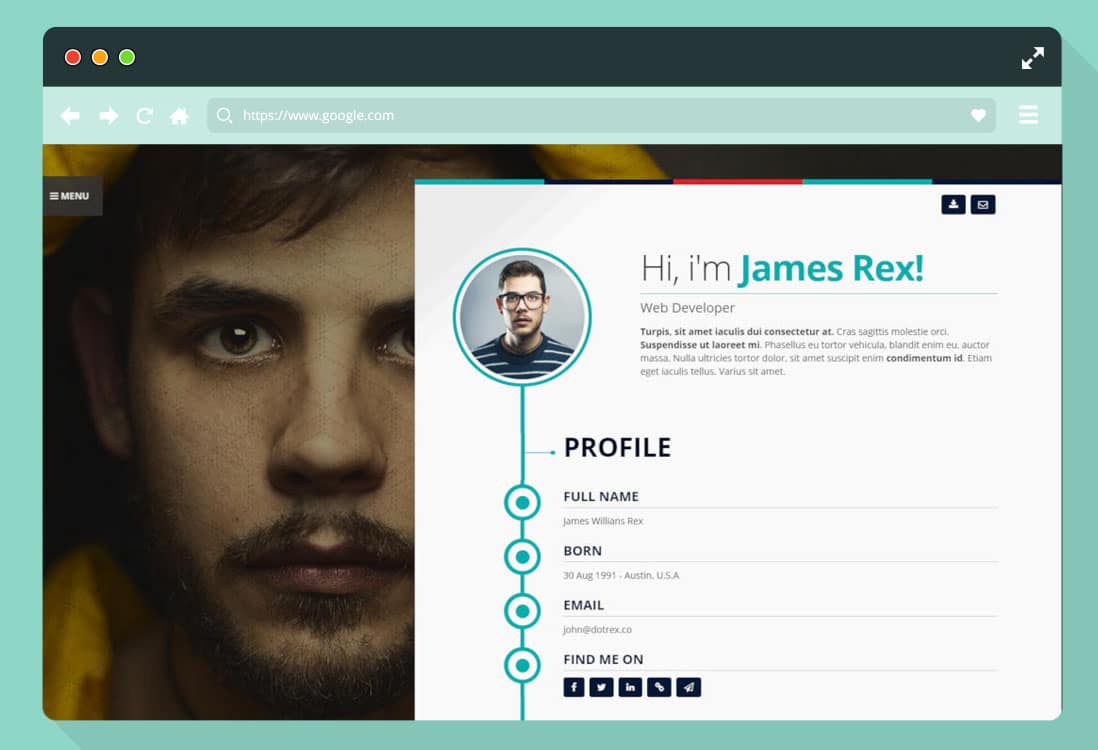 https://www.google.com
MENU
Hi, i'm James Rex!
Web Developer
Turpis, sit amet iaculis dui consectetur at. Cras sagittis molestie orci.
Suspendisse ut laoreet mi. Phasellus eu tortor vehicula, blandit enim eu, auctor
massa. Nulla ultricies tortor dolor, sit amet suscipit enim condimentum id. Etiam
eget iaculis tellus. Varius sit amet.
PROFILE
FULL NAME
James Willians Rex
BORN
30 Aug 1991 - Austin, U.S.A
EMAIL
john@dotrex.co
FIND ME ON